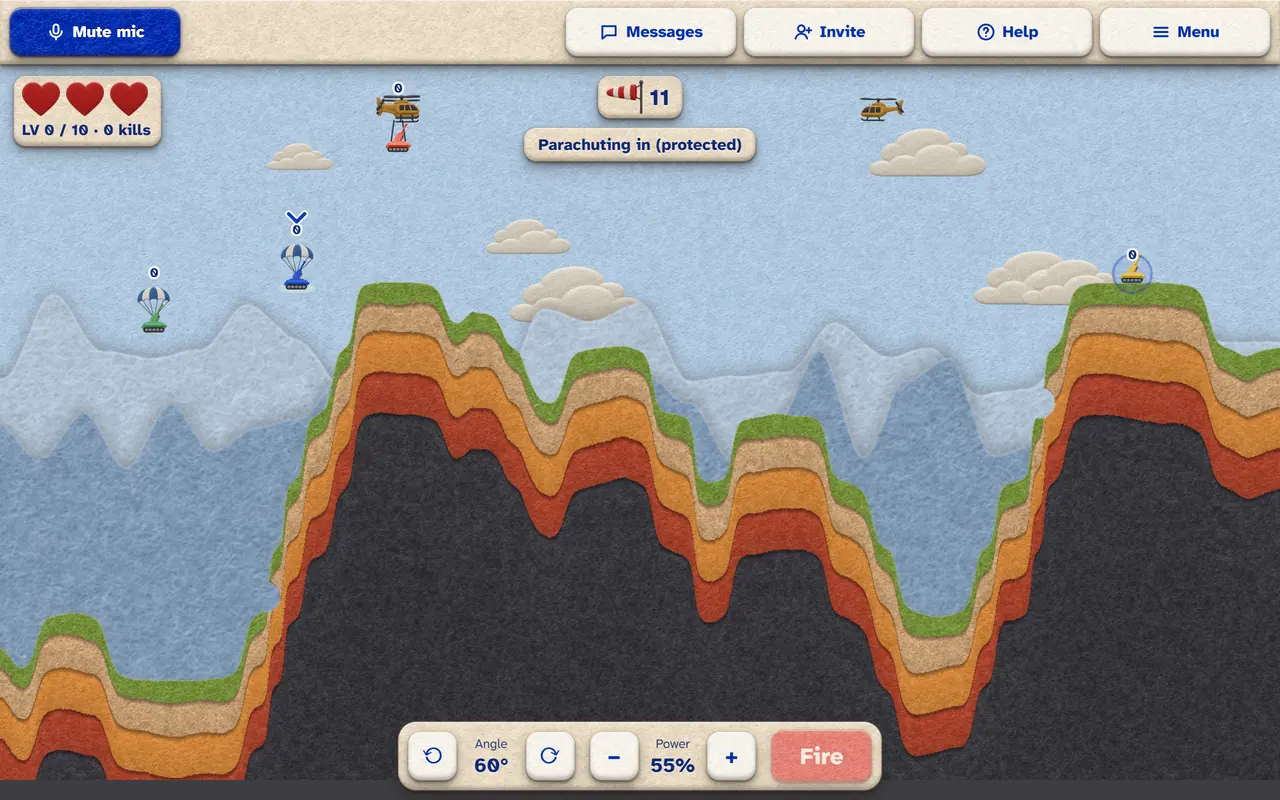 Mute mic
Messages
Invite
Help
Menu
LV 0 / 10 · 0 kills
0
11
Parachuting in (protected)
0
0
0
Angle
60°
Power
55%
Fire